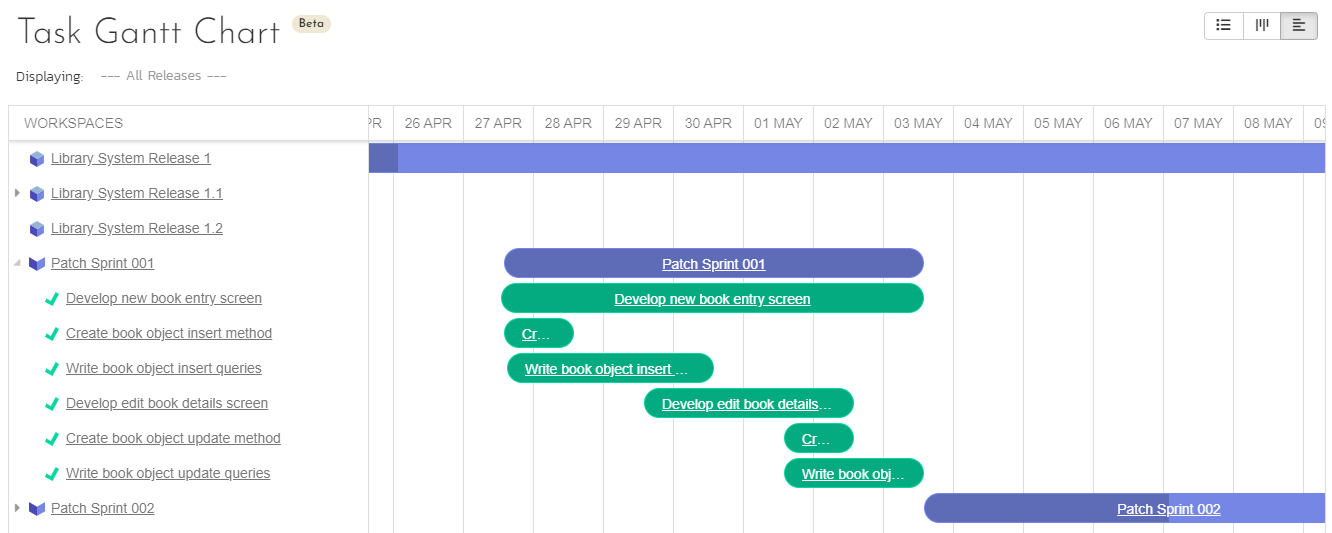 Task Gantt Chart Beta
Displaying: --- All Releases ---
WORKSPACES PR 26 APR 27 APR 28 APR 29 APR 30 APR 01 MAY 02 MAY 03 MAY 04 MAY 05 MAY 06 MAY 07 MAY 08 MAY 09
Library System Release 1
Library System Release 1.1
Library System Release 1.2
Patch Sprint 001 Patch Sprint 001
Develop new book entry screen Develop new book entry screen
Create book object insert method Cr...
Write book object insert queries Write book object insert ...
Develop edit book details screen Develop edit book details...
Create book object update method Cr...
Write book object update queries Write book obj...
Patch Sprint 002 Patch Sprint 002